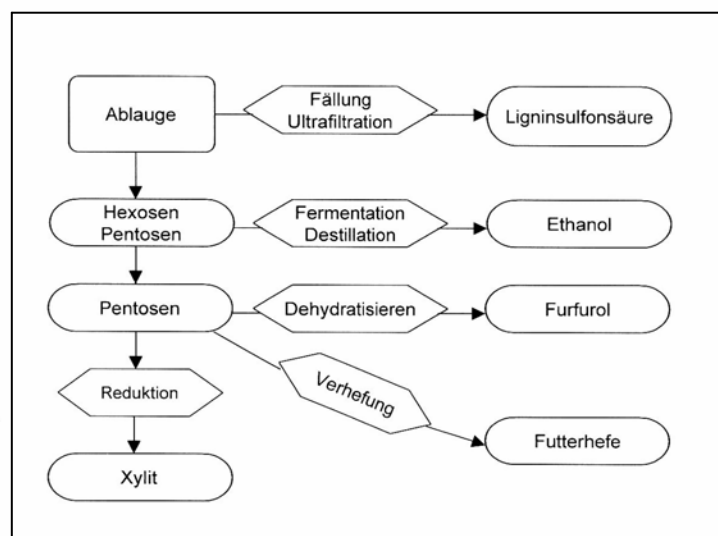 Ablauge
Fällung
Ultrafiltration
Ligninsulfonsäure
Hexosen
Pentosen
Fermentation
Destillation
Ethanol
Pentosen
Dehydratisieren
Furfurol
Reduktion
Verhefung
Futterhefe
Xylit